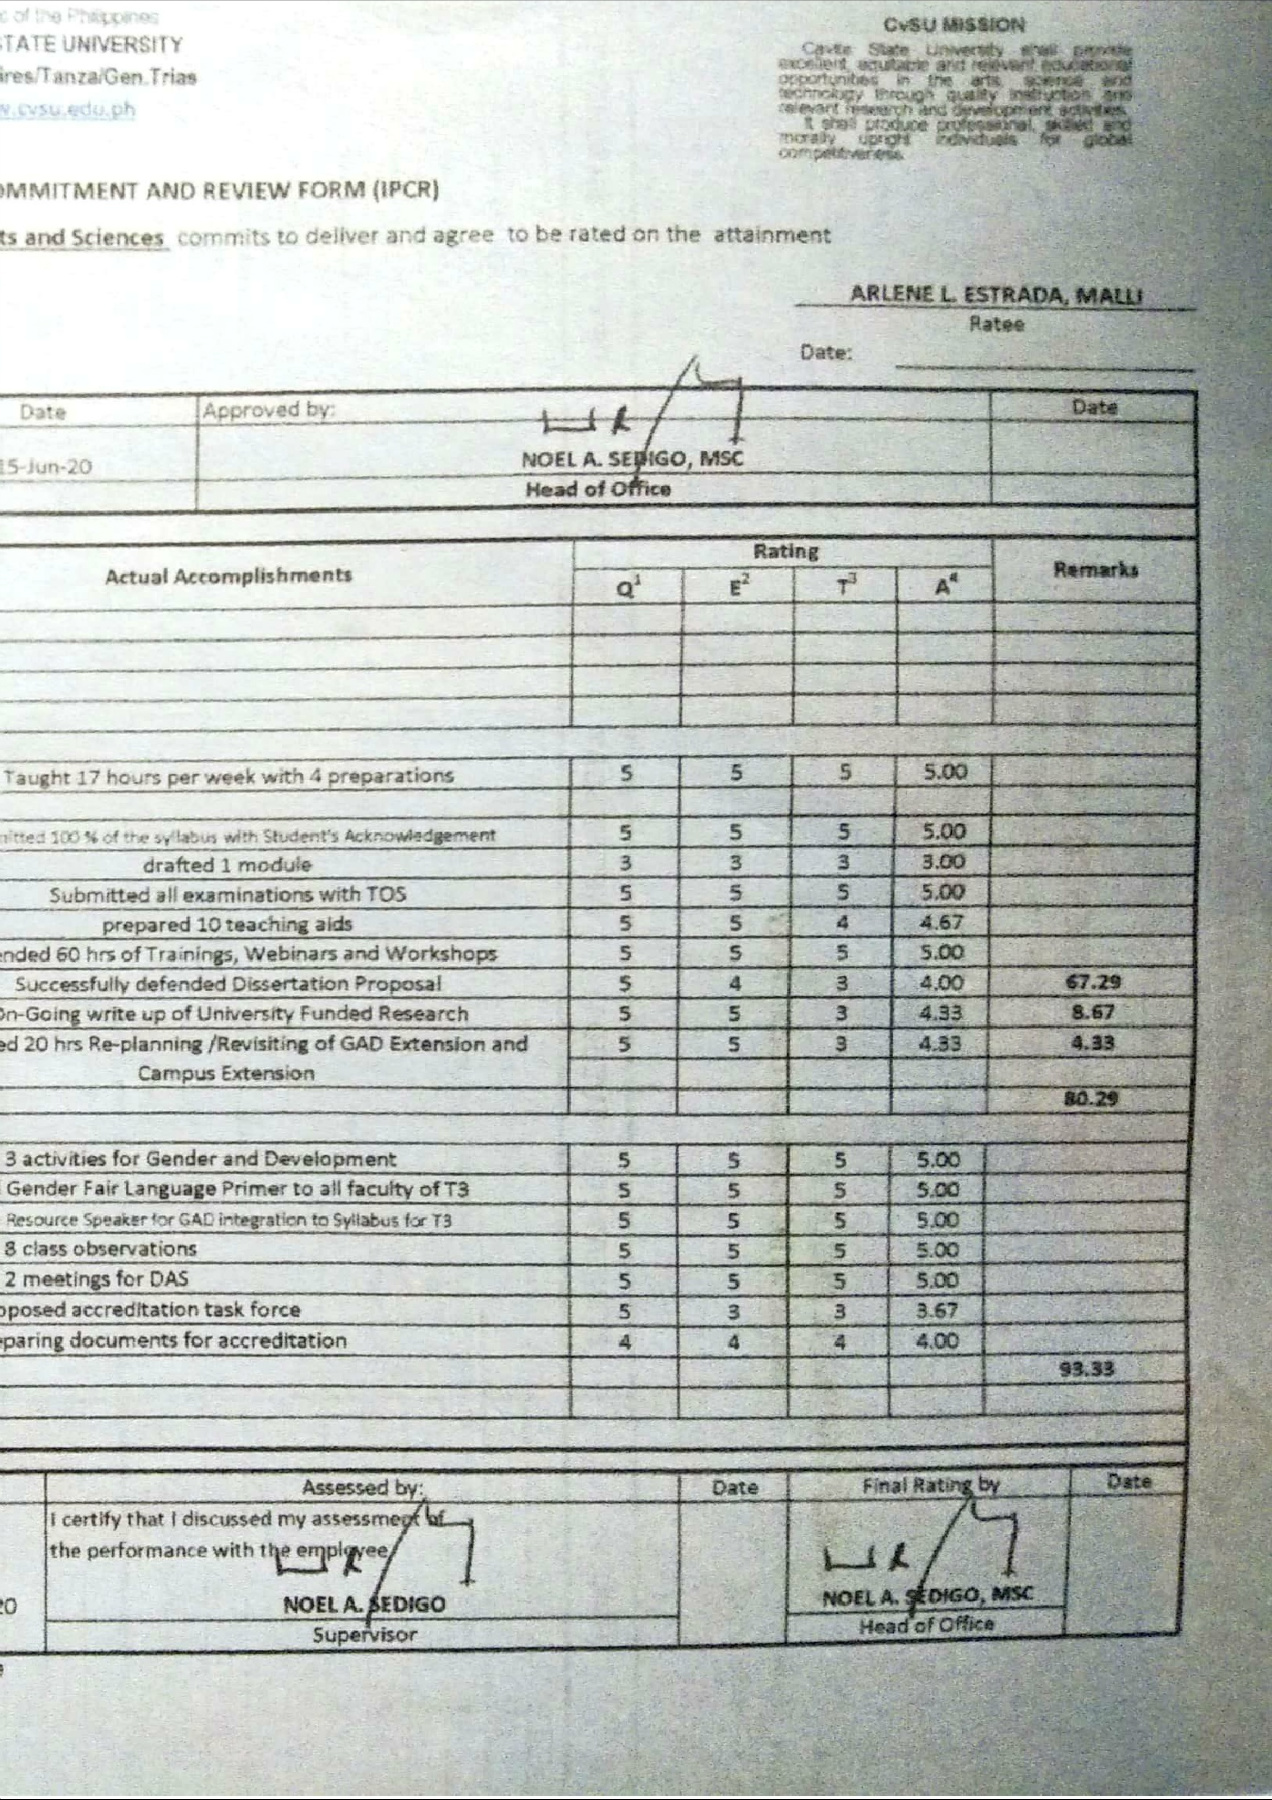 c of the Philippines
STATE UNIVERSITY
ires/Tanza/Gen.Trias
w.cvsu.edu.ph
CvSU MISSION
Cavite State University shall provide
excellent, equitable and relevant educational
opportunities in the arts, science and
technology through quality instruction and
relevant research and development activities.
It shall produce professional, skilled and
morally upright individuals for global
competitiveness.
OMMITMENT AND REVIEW FORM (IPCR)
ts and Sciences commits to deliver and agree to be rated on the attainment
ARLENE L. ESTRADA, MALLI
Ratee
Date:
Date Approved by: Date
15-Jun-20
NOEL A. SEDIGO, MSC
Head of Office
Actual Accomplishments Rating Remarks
Q¹ E² T³ A⁴
Taught 17 hours per week with 4 preparations 5 5 5 5.00
mitted 100 % of the syllabus with Student's Acknowledgement 5 5 5 5.00
drafted 1 module 3 3 3 3.00
Submitted all examinations with TOS 5 5 5 5.00
prepared 10 teaching aids 5 5 4 4.67
ended 60 hrs of Trainings, Webinars and Workshops 5 5 5 5.00
Successfully defended Dissertation Proposal 5 4 3 4.00 67.29
On-Going write up of University Funded Research 5 5 3 4.33 8.67
ed 20 hrs Re-planning /Revisiting of GAD Extension and 5 5 3 4.33 4.33
Campus Extension
80.29
3 activities for Gender and Development 5 5 5 5.00
Gender Fair Language Primer to all faculty of T3 5 5 5 5.00
Resource Speaker for GAD integration to Syllabus for T3 5 5 5 5.00
8 class observations 5 5 5 5.00
2 meetings for DAS 5 5 5 5.00
oposed accreditation task force 5 3 3 3.67
eparing documents for accreditation 4 4 4 4.00
93.33
Assessed by: Date Final Rating by Date
I certify that I discussed my assessment of
the performance with the employee
20 NOEL A. SEDIGO NOEL A. SEDIGO, MSC
Supervisor Head of Office